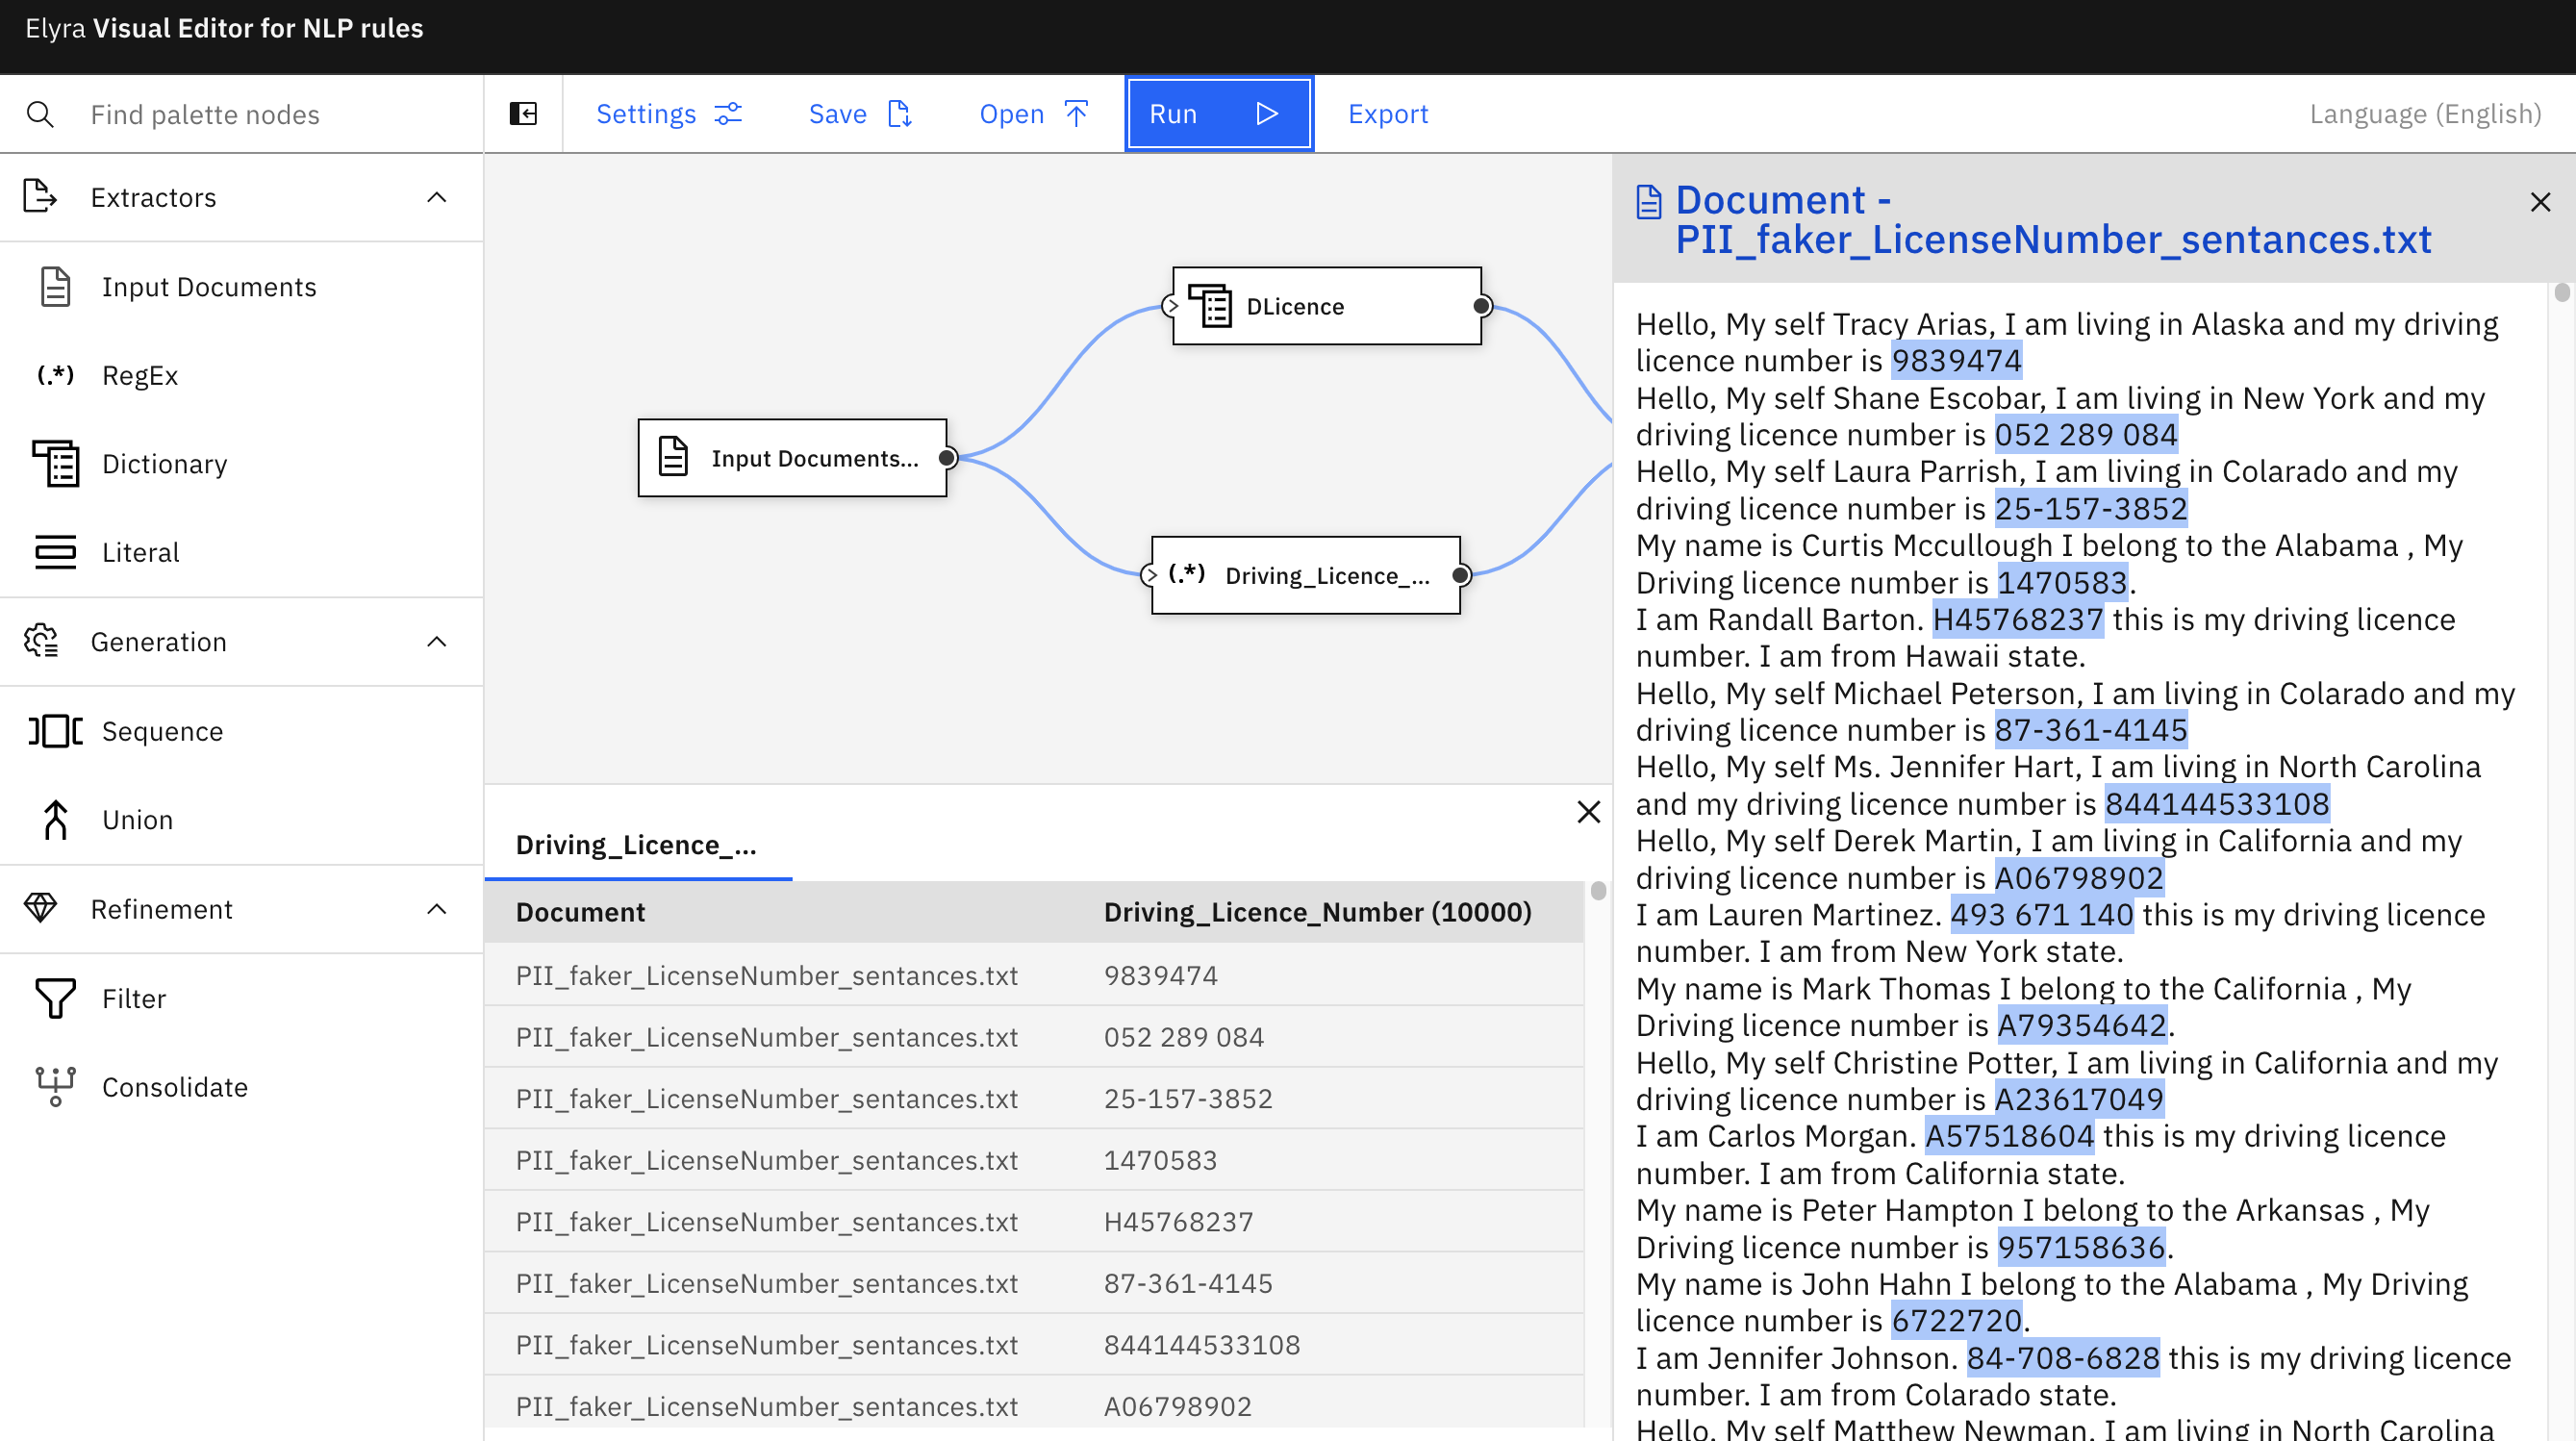 Elyra Visual Editor for NLP rules
Find palette nodes
Settings
Save
Open
Run
Export
Language (English)
Extractors
Input Documents
(.*) RegEx
Dictionary
Literal
Generation
Sequence
Union
Refinement
Filter
Consolidate
DLicence
Input Documents...
(.*) Driving_Licence_...
Driving_Licence_...
Document Driving_Licence_Number (10000)
PII_faker_LicenseNumber_sentances.txt 9839474
PII_faker_LicenseNumber_sentances.txt 052 289 084
PII_faker_LicenseNumber_sentances.txt 25-157-3852
PII_faker_LicenseNumber_sentances.txt 1470583
PII_faker_LicenseNumber_sentances.txt H45768237
PII_faker_LicenseNumber_sentances.txt 87-361-4145
PII_faker_LicenseNumber_sentances.txt 844144533108
PII_faker_LicenseNumber_sentances.txt A06798902
Document -
PII_faker_LicenseNumber_sentances.txt
Hello, My self Tracy Arias, I am living in Alaska and my driving
licence number is 9839474
Hello, My self Shane Escobar, I am living in New York and my
driving licence number is 052 289 084
Hello, My self Laura Parrish, I am living in Colarado and my
driving licence number is 25-157-3852
My name is Curtis Mccullough I belong to the Alabama , My
Driving licence number is 1470583.
I am Randall Barton. H45768237 this is my driving licence
number. I am from Hawaii state.
Hello, My self Michael Peterson, I am living in Colarado and my
driving licence number is 87-361-4145
Hello, My self Ms. Jennifer Hart, I am living in North Carolina
and my driving licence number is 844144533108
Hello, My self Derek Martin, I am living in California and my
driving licence number is A06798902
I am Lauren Martinez. 493 671 140 this is my driving licence
number. I am from New York state.
My name is Mark Thomas I belong to the California , My
Driving licence number is A79354642.
Hello, My self Christine Potter, I am living in California and my
driving licence number is A23617049
I am Carlos Morgan. A57518604 this is my driving licence
number. I am from California state.
My name is Peter Hampton I belong to the Arkansas , My
Driving licence number is 957158636.
My name is John Hahn I belong to the Alabama , My Driving
licence number is 6722720.
I am Jennifer Johnson. 84-708-6828 this is my driving licence
number. I am from Colarado state.
Hello, My self Matthew Newman, I am living in North Carolina